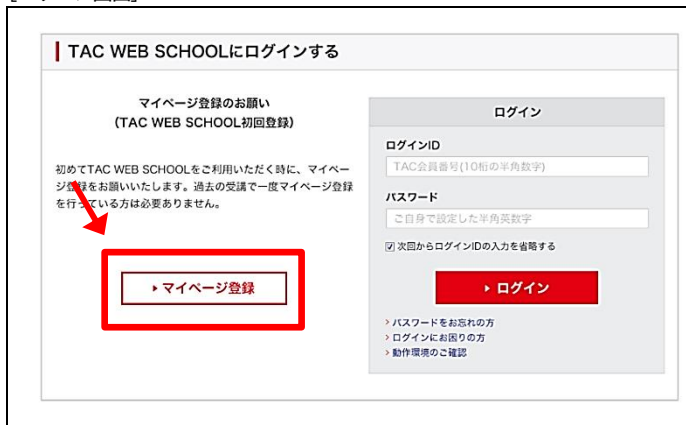 TAC WEB SCHOOLにログインする
マイページ登録のお願い
(TAC WEB SCHOOL初回登録)
初めてTAC WEB SCHOOLをご利用いただく時に、マイペー
ジ登録をお願いいたします。過去の受講で一度マイページ登録
を行っている方は必要ありません。
▸マイページ登録
ログイン
ログインID
TAC会員番号(10桁の半角数字)
パスワード
ご自身で設定した半角英数字
次回からログインIDの入力を省略する
▸ログイン
›パスワードをお忘れの方
›ログインにお困りの方
›動作環境のご確認